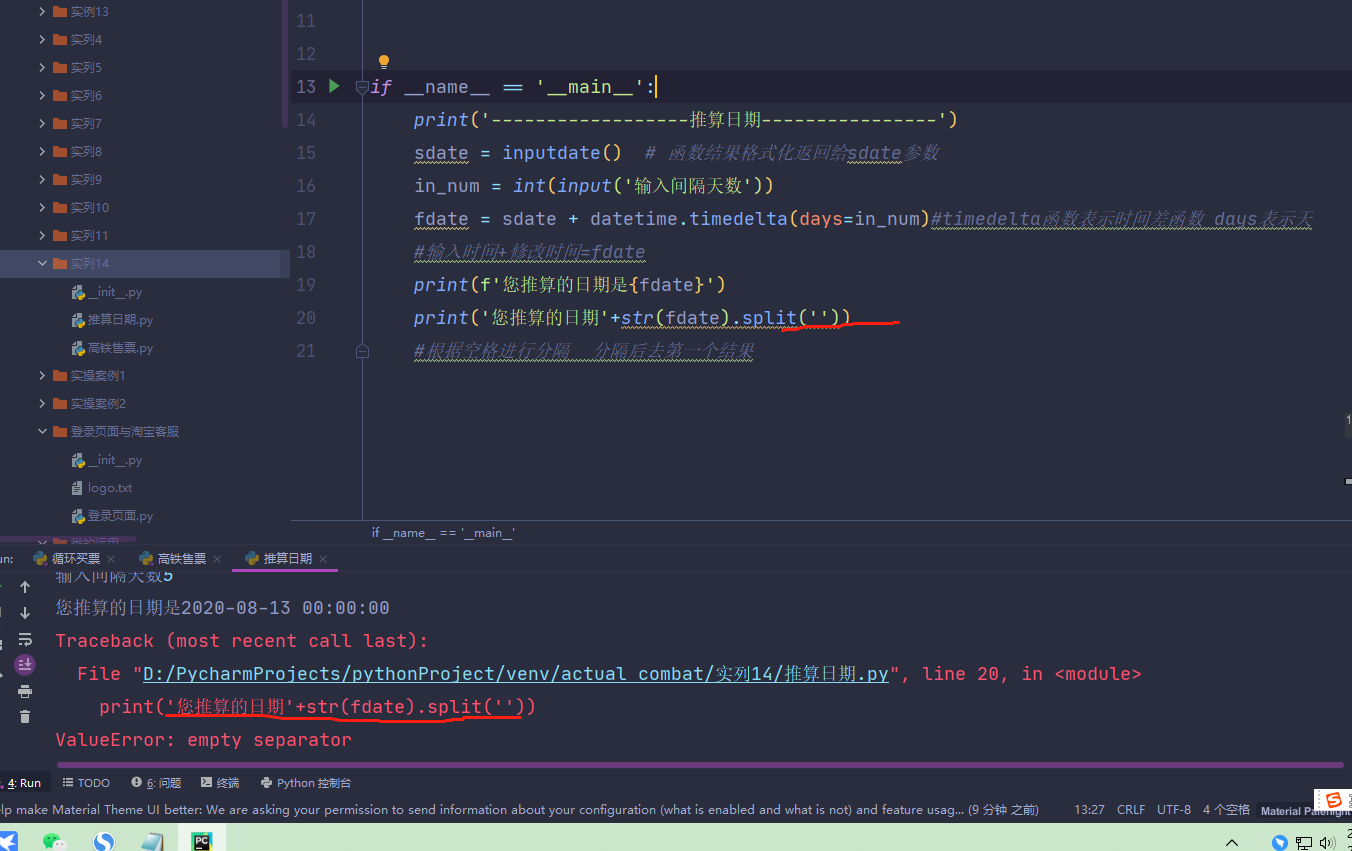 实例13
实列4
实列5
实列6
实列7
实列8
实列9
实列10
实列11
实列14
__init__.py
推算日期.py
高铁售票.py
实操案例1
实操案例2
登录页面与淘宝客服
__init__.py
logo.txt
登录页面.py
11
12
13 if __name__ == '__main__':
14 print('------------------推算日期----------------')
15 sdate = inputdate() # 函数结果格式化返回给sdate参数
16 in_num = int(input('输入间隔天数'))
17 fdate = sdate + datetime.timedelta(days=in_num)#timedelta函数表示时间差函数 days表示天
18 #输入时间+修改时间=fdate
19 print(f'您推算的日期是{fdate}')
20 print('您推算的日期'+str(fdate).split(''))
21 #根据空格进行分隔 分隔后去第一个结果
if __name__ == '__main__'
un: 循环买票 高铁售票 推算日期
输入间隔天数5
您推算的日期是2020-08-13 00:00:00
Traceback (most recent call last):
File "D:/PycharmProjects/pythonProject/venv/actual combat/实列14/推算日期.py", line 20, in <module>
print('您推算的日期'+str(fdate).split(''))
ValueError: empty separator
4: Run TODO 6: 问题 终端 Python 控制台
lp make Material Theme UI better: We are asking your permission to send information about your configuration (what is enabled and what is not) and feature usag... (9 分钟 之前) 13:27 CRLF UTF-8 4 个空格 Material Palenight
PC